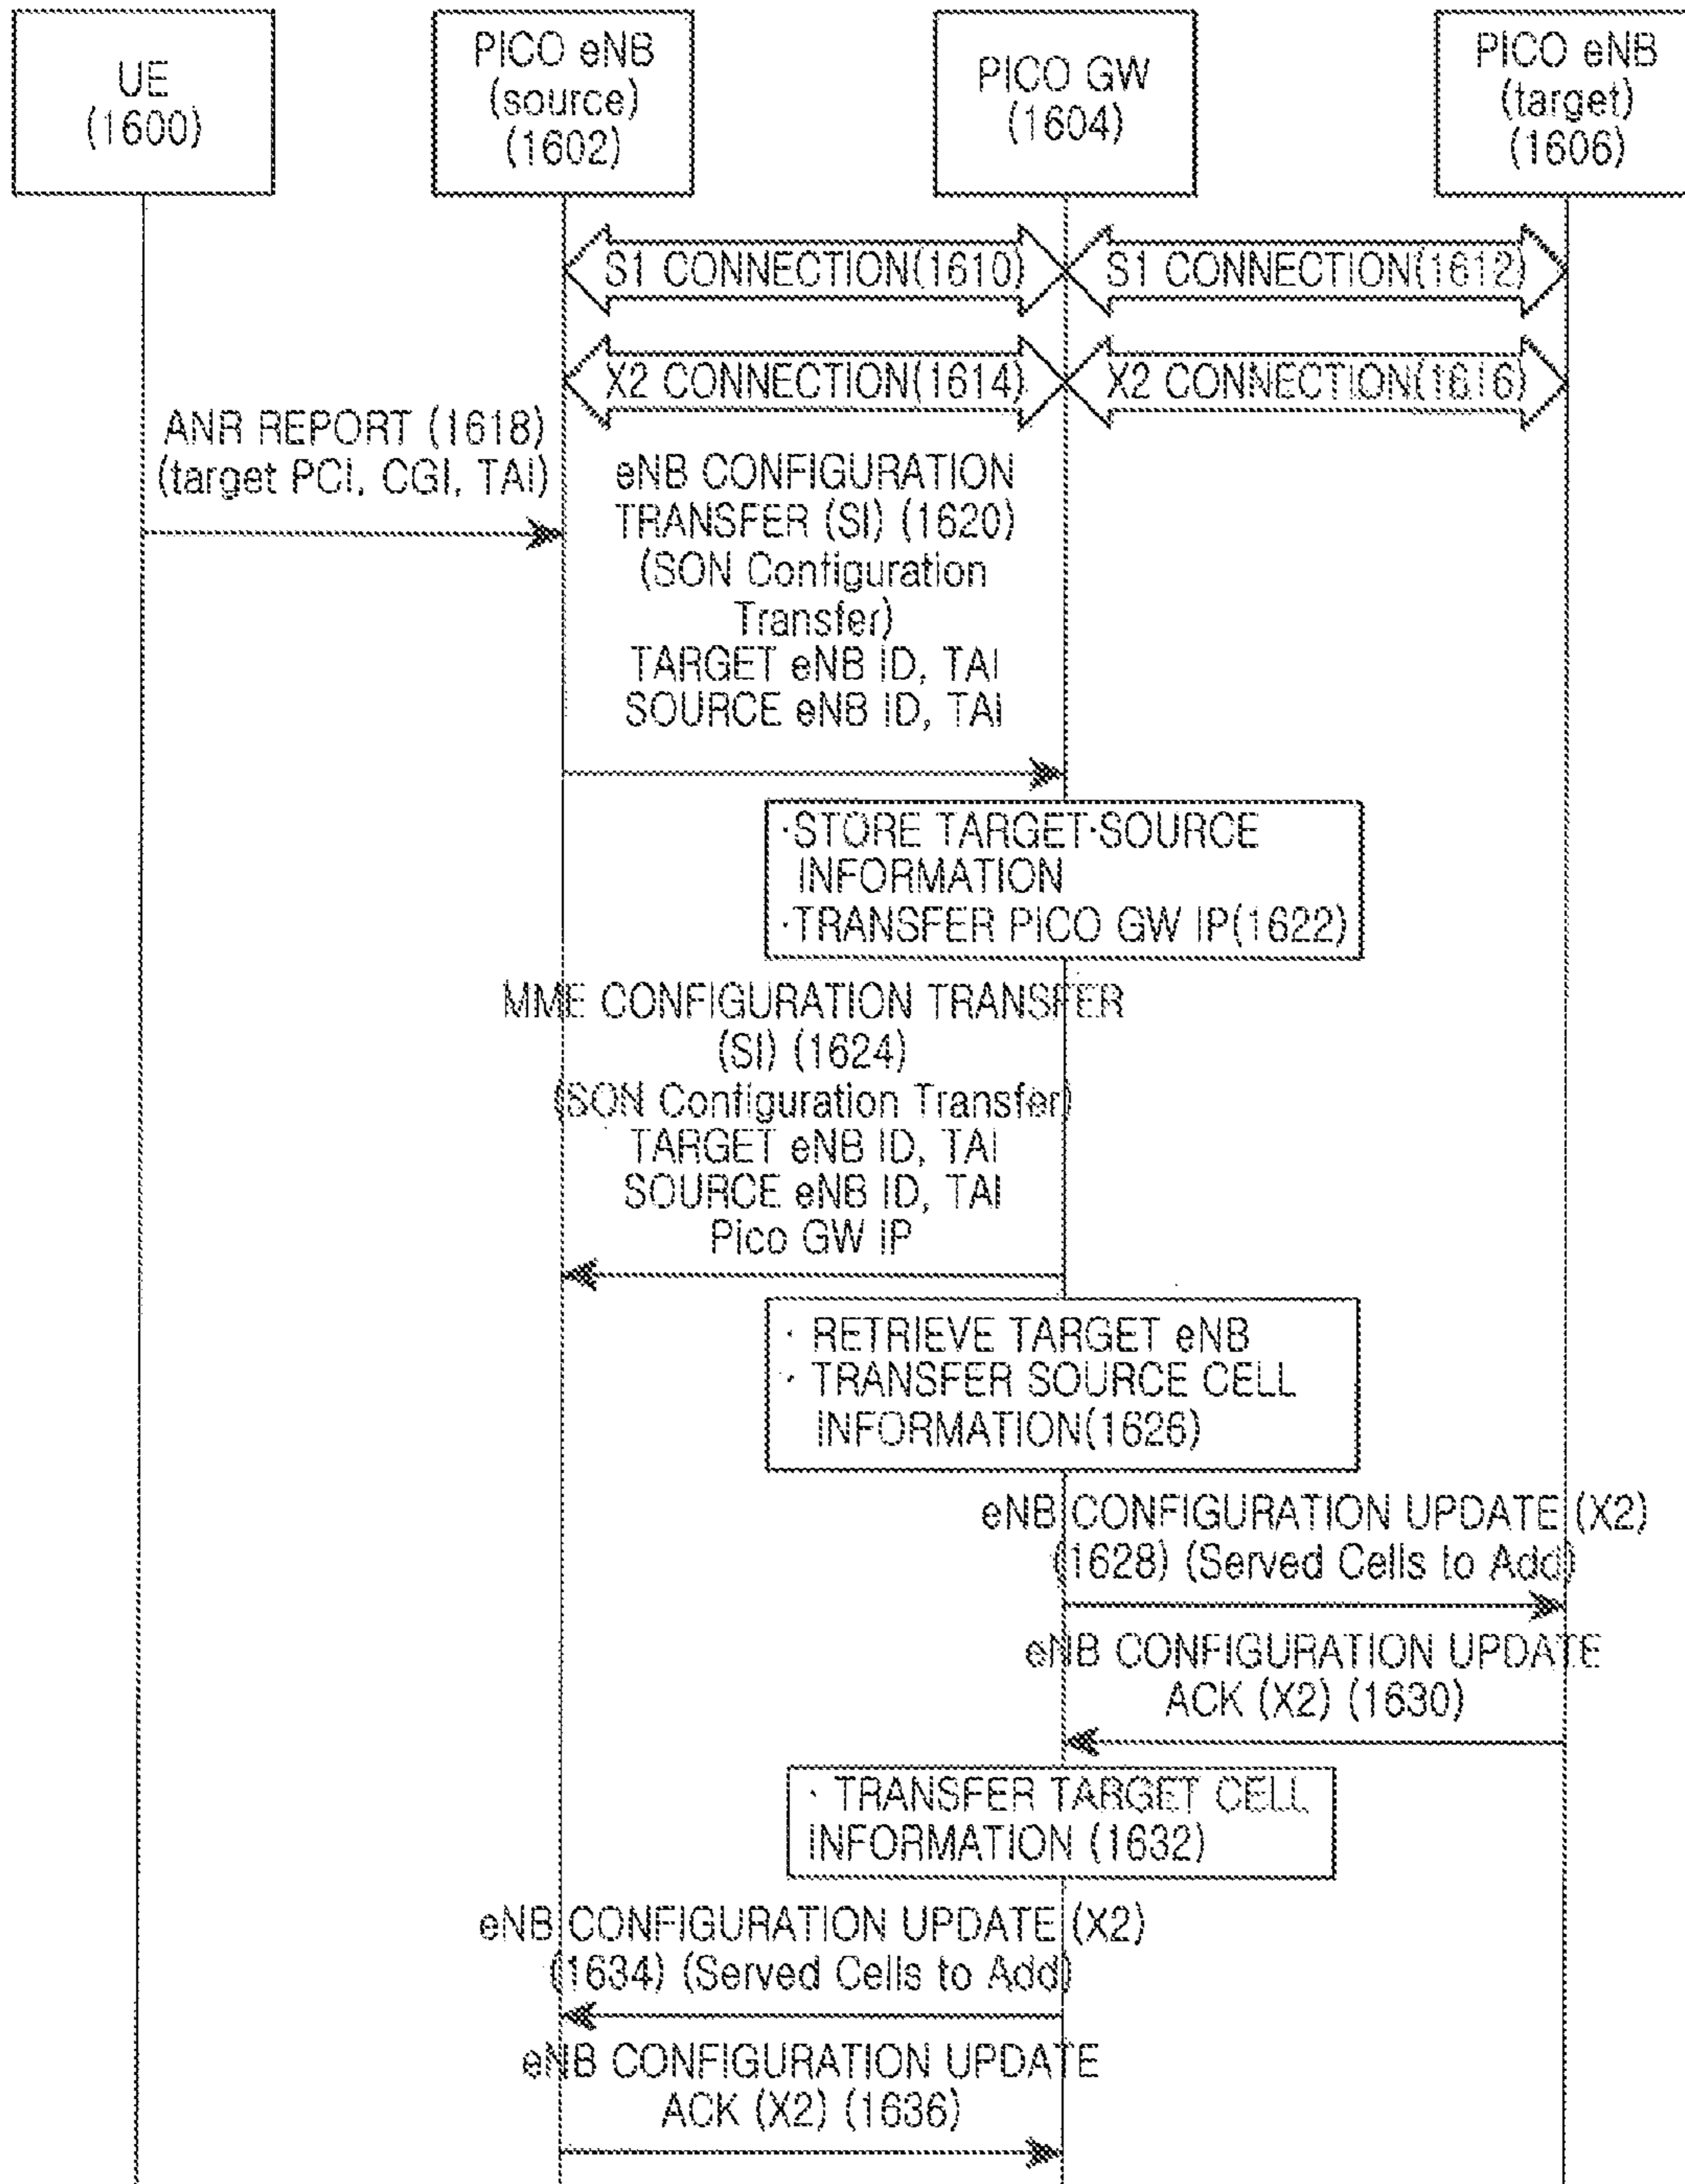 UE
(1600)
PICO eNB
(source)
(1602)
PICO GW
(1604)
PICO eNB
(target)
(1606)
S1 CONNECTION(1610)
S1 CONNECTION(1612)
X2 CONNECTION(1614)
X2 CONNECTION(1616)
ANR REPORT (1618)
(target PCI, CGI, TAI)
eNB CONFIGURATION
TRANSFER (SI) (1620)
(SON Configuration
Transfer)
TARGET eNB ID, TAI
SOURCE eNB ID, TAI
·STORE TARGET·SOURCE
INFORMATION
·TRANSFER PICO GW IP(1622)
MME CONFIGURATION TRANSFER
(SI) (1624)
(SON Configuration Transfer)
TARGET eNB ID, TAI
SOURCE eNB ID, TAI
Pico GW IP
· RETRIEVE TARGET eNB
· TRANSFER SOURCE CELL
INFORMATION(1626)
eNB CONFIGURATION UPDATE (X2)
(1628) (Served Cells to Add)
eNB CONFIGURATION UPDATE
ACK (X2) (1630)
· TRANSFER TARGET CELL
INFORMATION (1632)
eNB CONFIGURATION UPDATE (X2)
(1634) (Served Cells to Add)
eNB CONFIGURATION UPDATE
ACK (X2) (1636)